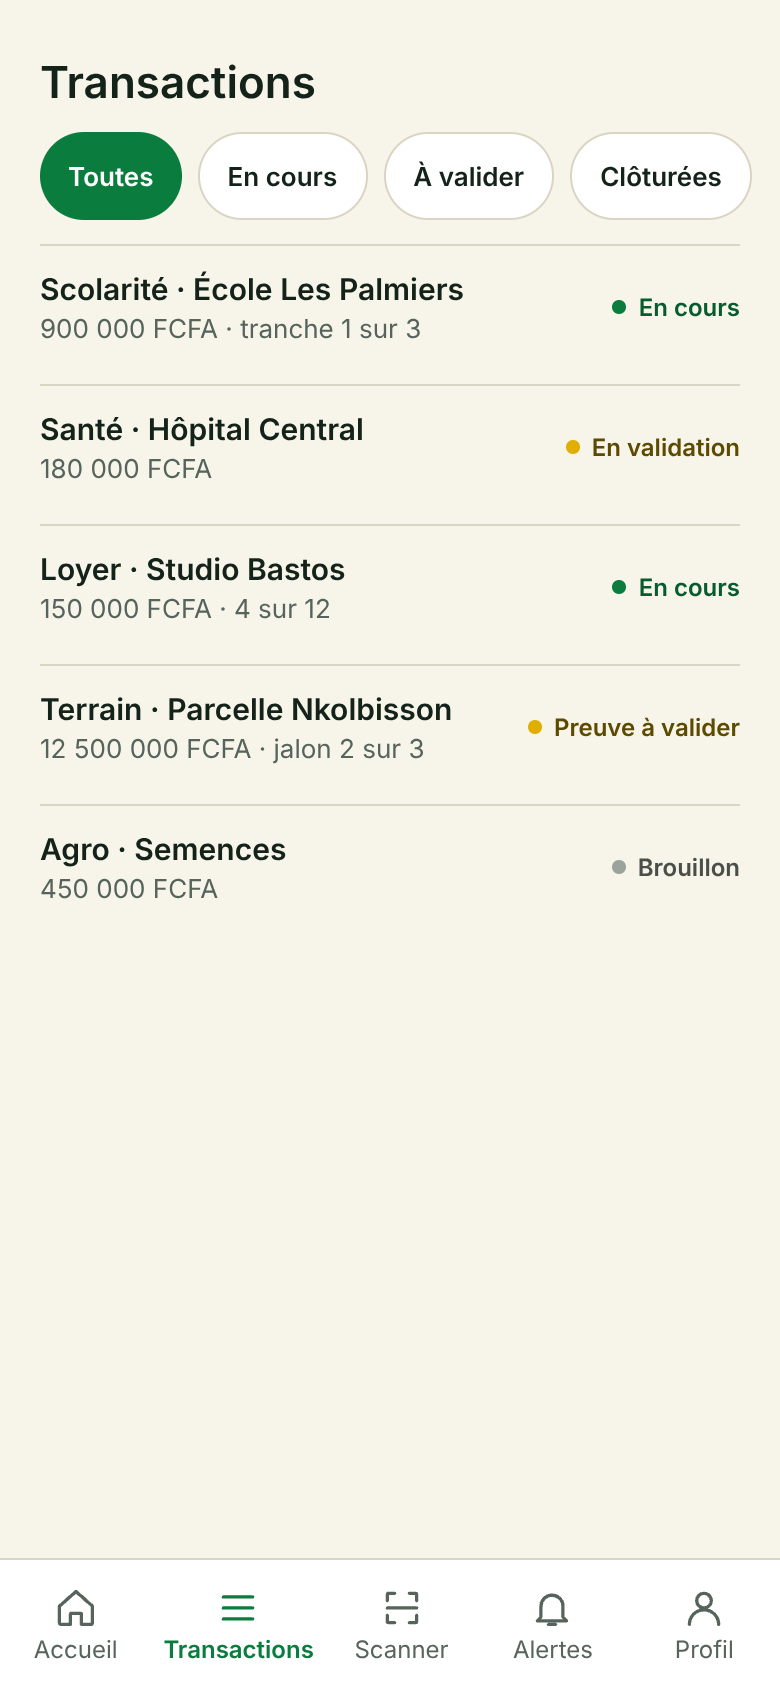 Transactions
Toutes
En cours
À valider
Clôturées
Scolarité · École Les Palmiers
900 000 FCFA · tranche 1 sur 3
En cours
Santé · Hôpital Central
180 000 FCFA
En validation
Loyer · Studio Bastos
150 000 FCFA · 4 sur 12
En cours
Terrain · Parcelle Nkolbisson
12 500 000 FCFA · jalon 2 sur 3
Preuve à valider
Agro · Semences
450 000 FCFA
Brouillon
Accueil
Transactions
Scanner
Alertes
Profil